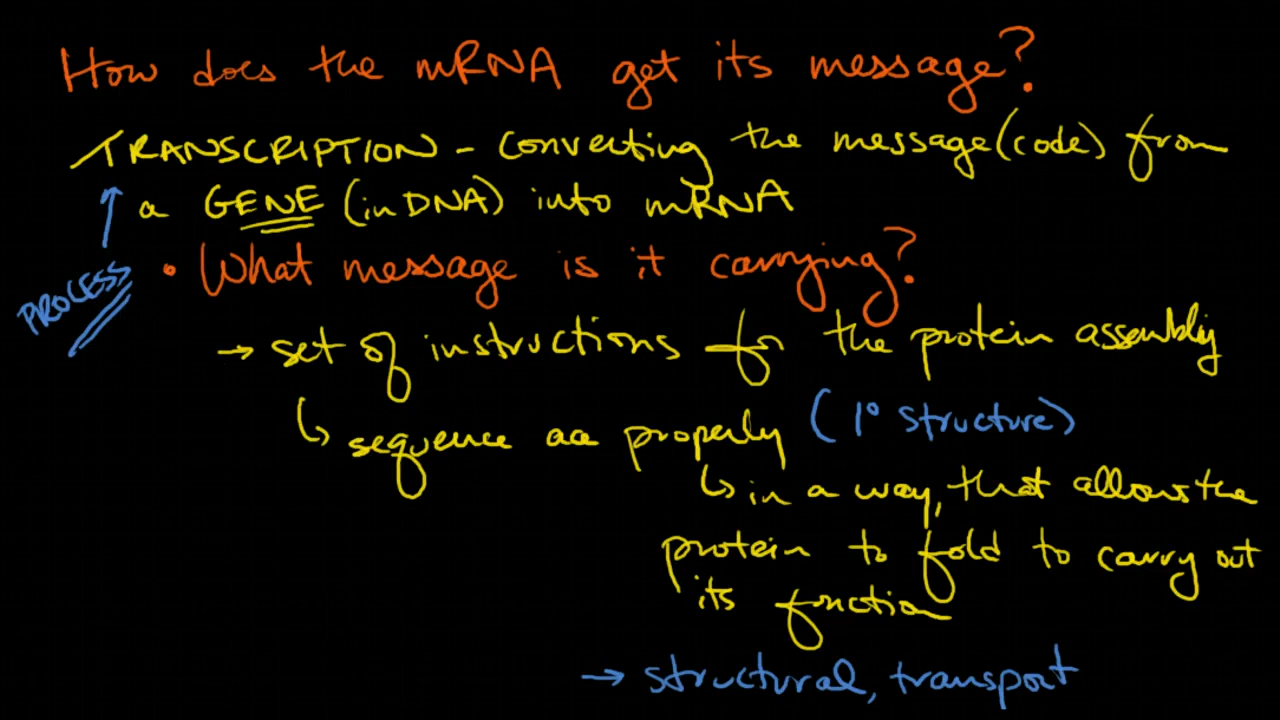 How does the mRNA get its message?
TRANSCRIPTION - converting the message (code) from
a GENE (in DNA) into mRNA
PROCESS
• What message is it carrying?
→ set of instructions for the protein assembly
↳ sequence aa properly (1° structure)
↳ in a way, that allows the
protein to fold to carry out
its function
→ structural, transport